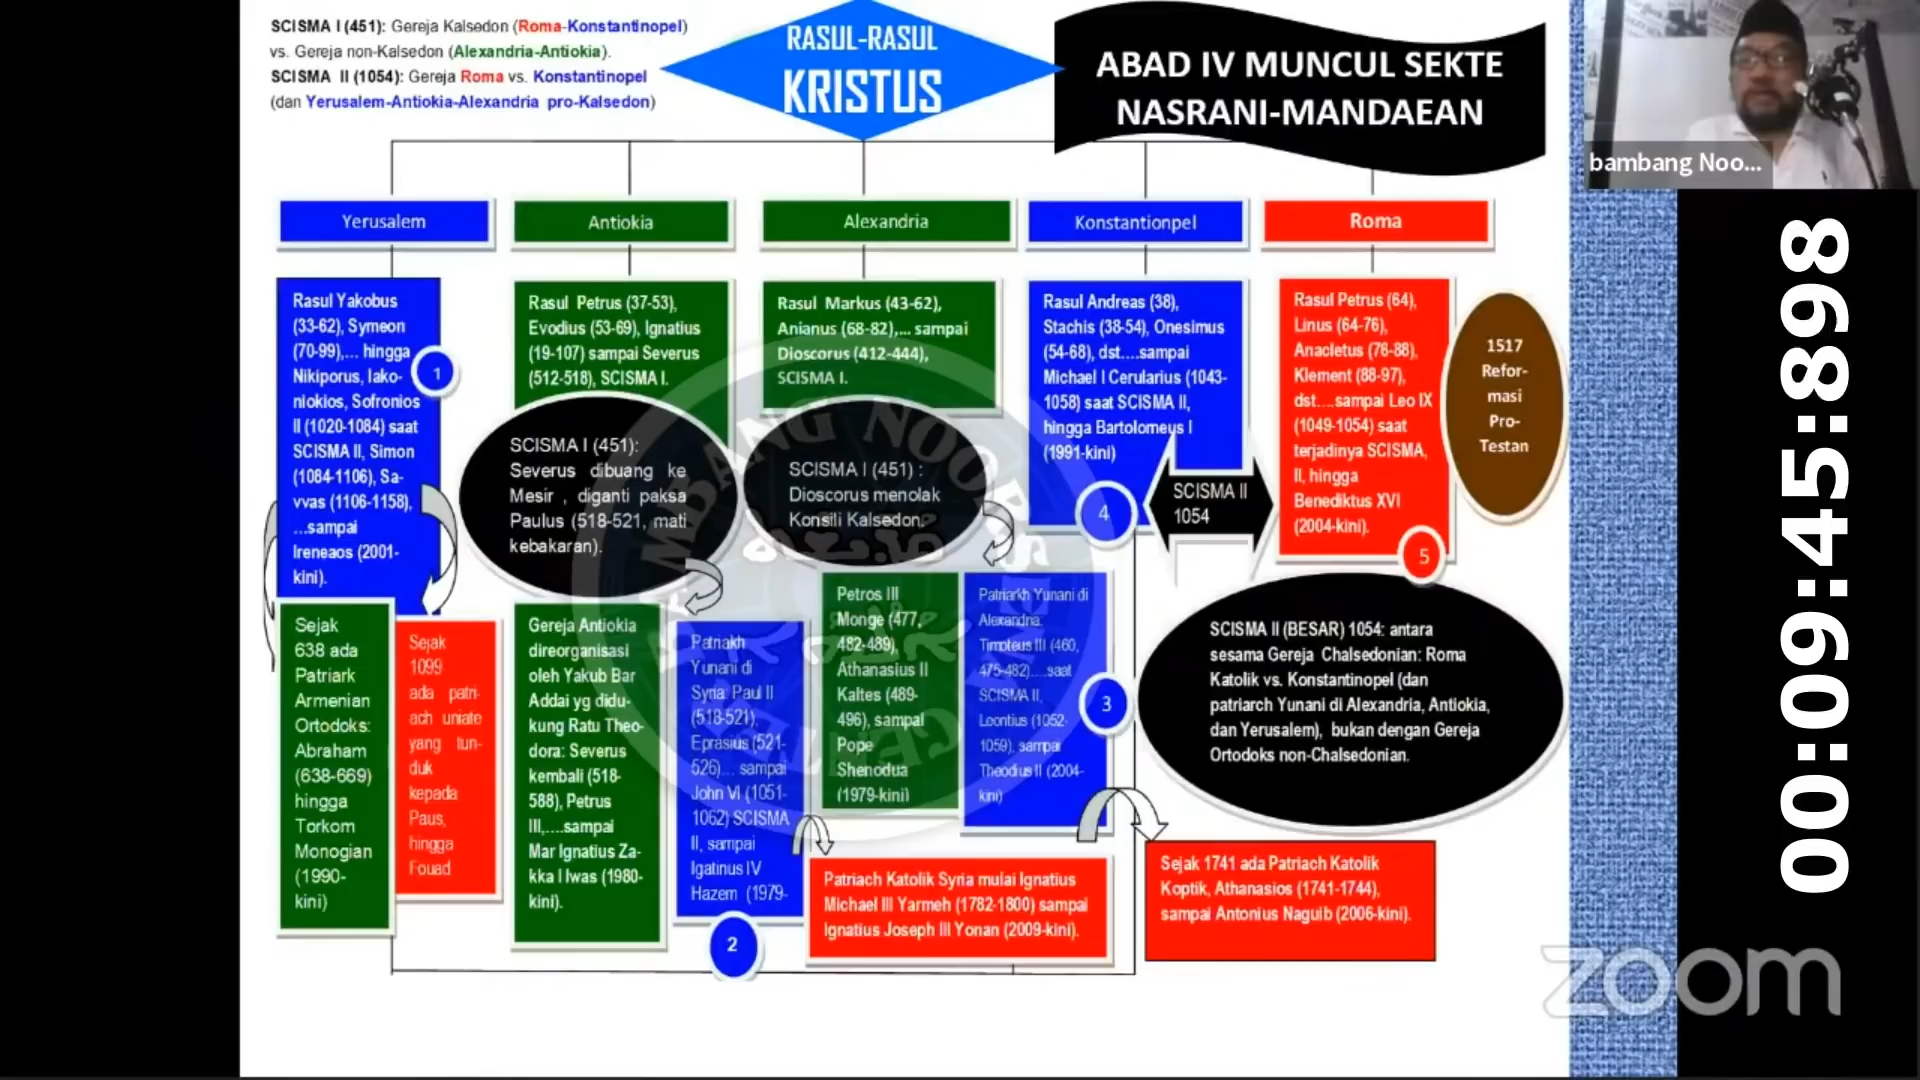 SCISMA I (451): Gereja Kalsedon (Roma-Konstantinopel)
vs. Gereja non-Kalsedon (Alexandria-Antiokia).
SCISMA II (1054): Gereja Roma vs. Konstantinopel
(dan Yerusalem-Antiokia-Alexandria pro-Kalsedon)
RASUL-RASUL
KRISTUS
ABAD IV MUNCUL SEKTE
NASRANI-MANDAEAN
bambang Noo...
Yerusalem
Antiokia
Alexandria
Konstantionpel
Roma
Rasul Yakobus
(33-62), Symeon
(70-99),... hingga
Nikiporus, Iako-
niokios, Sofronios
II (1020-1084) saat
SCISMA II, Simon
(1084-1106), Sa-
vvas (1106-1158),
...sampai
Ireneaos (2001-
kini).
1
Rasul Petrus (37-53),
Evodius (53-69), Ignatius
(19-107) sampai Severus
(512-518), SCISMA I.
Rasul Markus (43-62),
Anianus (68-82),... sampai
Dioscorus (412-444),
SCISMA I.
Rasul Andreas (38),
Stachis (38-54), Onesimus
(54-68), dst....sampai
Michael I Cerularius (1043-
1058) saat SCISMA II,
hingga Bartolomeus I
(1991-kini)
4
Rasul Petrus (64),
Linus (64-76),
Anacletus (76-88),
Klement (88-97),
dst....sampai Leo IX
(1049-1054) saat
terjadinya SCISMA,
II, hingga
Benediktus XVI
(2004-kini).
5
1517
Refor-
masi
Pro-
Testan
SCISMA I (451):
Severus dibuang ke
Mesir , diganti paksa
Paulus (518-521, mati
kebakaran).
SCISMA I (451) :
Dioscorus menolak
Konsili Kalsedon.
SCISMA II
1054
Sejak
638 ada
Patriark
Armenian
Ortodoks:
Abraham
(638-669)
hingga
Torkom
Monogian
(1990-
kini)
Sejak
1099
ada patri-
ach uniate
yang tun-
duk
kepada
Paus,
hingga
Fouad
Gereja Antiokia
direorganisasi
oleh Yakub Bar
Addai yg didu-
kung Ratu Theo-
dora: Severus
kembali (518-
588), Petrus
III,....sampai
Mar Ignatius Za-
kka I Iwas (1980-
kini).
Patriakh
Yunani di
Syria: Paul II
(518-521),
Eprasius (521-
526)... sampai
John VI (1051-
1062) SCISMA
II, sampai
Igatinus IV
Hazem (1979-
2
Petros III
Monge (477,
482-489),
Athanasius II
Kaltes (489-
496), sampai
Pope
Shenodua
(1979-kini)
Patriarkh Yunani di
Alexandria:
Timoteus III (460,
475-482)....saat
SCISMA II,
Leontius (1052-
1059), sampai
Theodius II (2004-
kini)
3
SCISMA II (BESAR) 1054: antara
sesama Gereja Chalsedonian: Roma
Katolik vs. Konstantinopel (dan
patriarch Yunani di Alexandria, Antiokia,
dan Yerusalem), bukan dengan Gereja
Ortodoks non-Chalsedonian.
Patriach Katolik Syria mulai Ignatius
Michael III Yarmeh (1782-1800) sampai
Ignatius Joseph III Yonan (2009-kini).
Sejak 1741 ada Patriach Katolik
Koptik, Athanasios (1741-1744),
sampai Antonius Naguib (2006-kini).
00:09:45:898
zoom